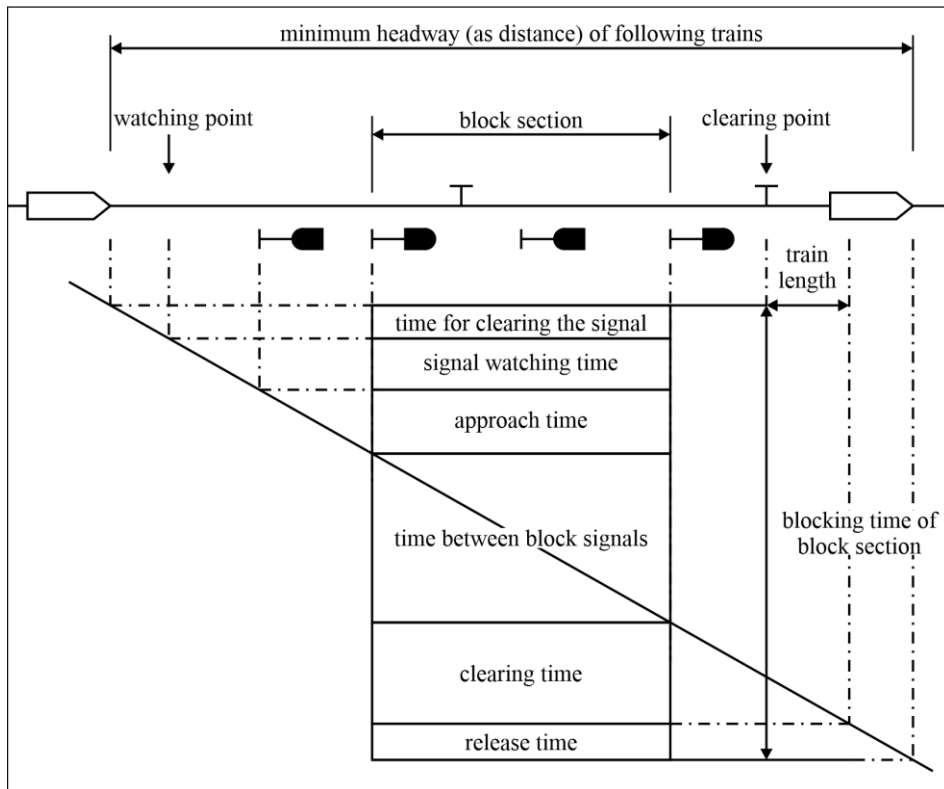 minimum headway (as distance) of following trains
watching point
block section
clearing point
train
length
time for clearing the signal
signal watching time
approach time
time between block signals
blocking time of
block section
clearing time
release time